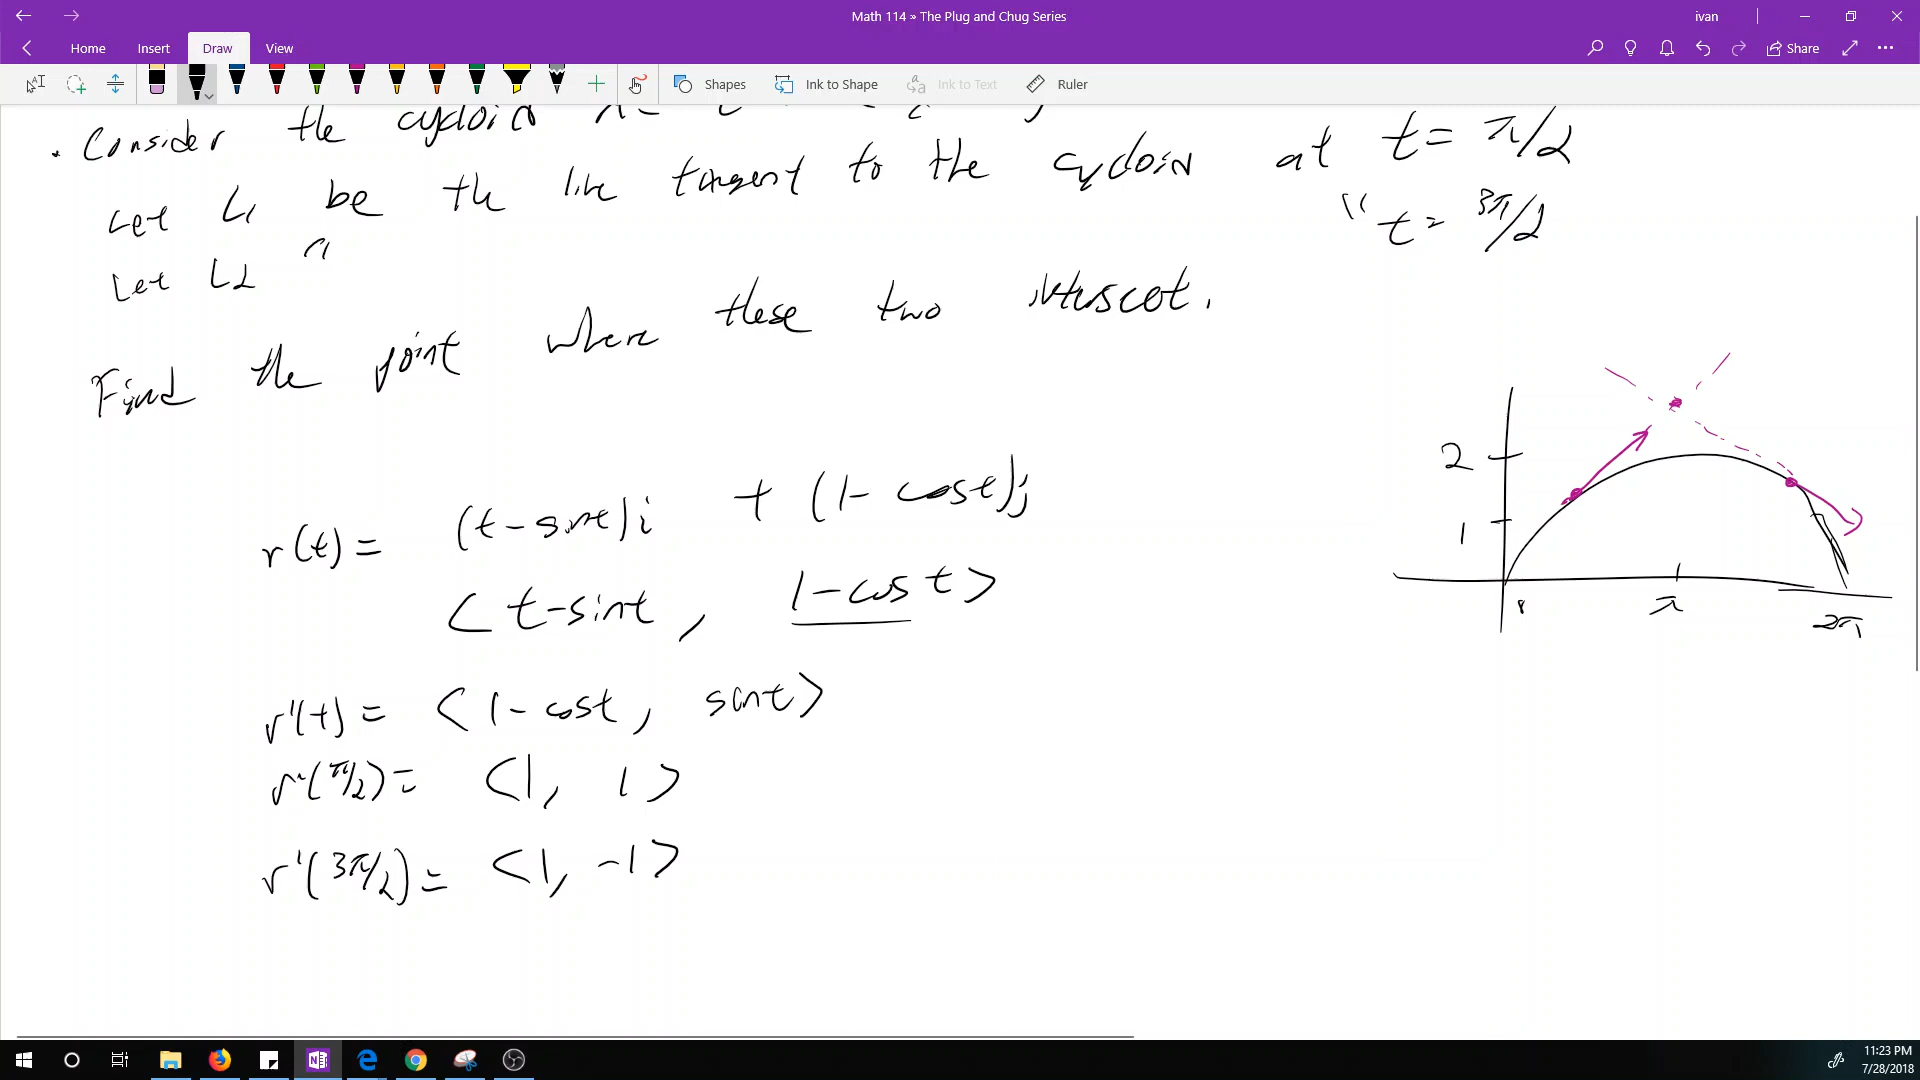 Math 114 » The Plug and Chug Series
ivan
Home Insert Draw View
Share
Shapes Ink to Shape Ink to Text Ruler
. Consider the cycloid
Let L1 be the line tangent to the cycloid at t= π/2
Let L2 " " t= 3π/2
Find the point where these two intersect.
r(t)= (t-sint)i + (1-cost)j
<t-sint, 1-cost>
r'(t)= <1-cost, sint>
r'(π/2)= <1, 1>
r'(3π/2)= <1, -1>
2
1
π
2π
11:23 PM
7/28/2018